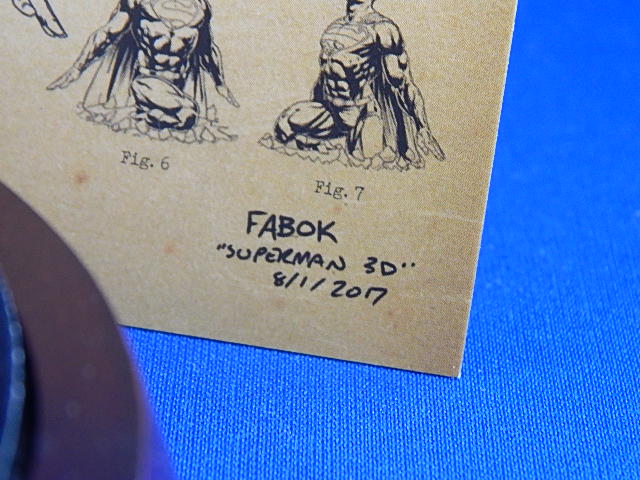 Fig. 6
Fig. 7
FABOK
"SUPERMAN 3D"
8/1/2017